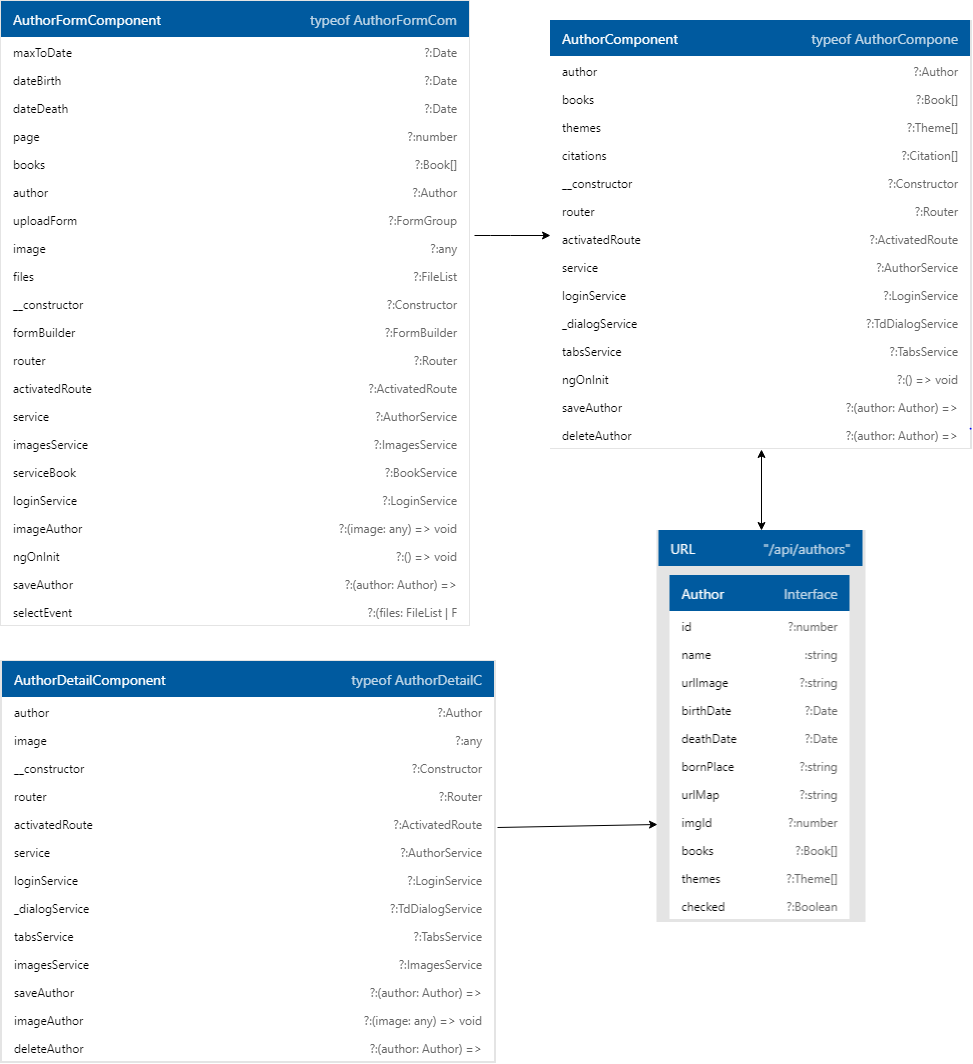 AuthorFormComponent typeof AuthorFormCom
maxToDate ?:Date
dateBirth ?:Date
dateDeath ?:Date
page ?:number
books ?:Book[]
author ?:Author
uploadForm ?:FormGroup
image ?:any
files ?:FileList
__constructor ?:Constructor
formBuilder ?:FormBuilder
router ?:Router
activatedRoute ?:ActivatedRoute
service ?:AuthorService
imagesService ?:ImagesService
serviceBook ?:BookService
loginService ?:LoginService
imageAuthor ?:(image: any) => void
ngOnInit ?:() => void
saveAuthor ?:(author: Author) =>
selectEvent ?:(files: FileList | F
AuthorComponent typeof AuthorCompone
author ?:Author
books ?:Book[]
themes ?:Theme[]
citations ?:Citation[]
__constructor ?:Constructor
router ?:Router
activatedRoute ?:ActivatedRoute
service ?:AuthorService
loginService ?:LoginService
_dialogService ?:TdDialogService
tabsService ?:TabsService
ngOnInit ?:() => void
saveAuthor ?:(author: Author) =>
deleteAuthor ?:(author: Author) =>
URL "/api/authors"
Author Interface
id ?:number
name :string
urlImage ?:string
birthDate ?:Date
deathDate ?:Date
bornPlace ?:string
urlMap ?:string
imgId ?:number
books ?:Book[]
themes ?:Theme[]
checked ?:Boolean
AuthorDetailComponent typeof AuthorDetailC
author ?:Author
image ?:any
__constructor ?:Constructor
router ?:Router
activatedRoute ?:ActivatedRoute
service ?:AuthorService
loginService ?:LoginService
_dialogService ?:TdDialogService
tabsService ?:TabsService
imagesService ?:ImagesService
saveAuthor ?:(author: Author) =>
imageAuthor ?:(image: any) => void
deleteAuthor ?:(author: Author) =>